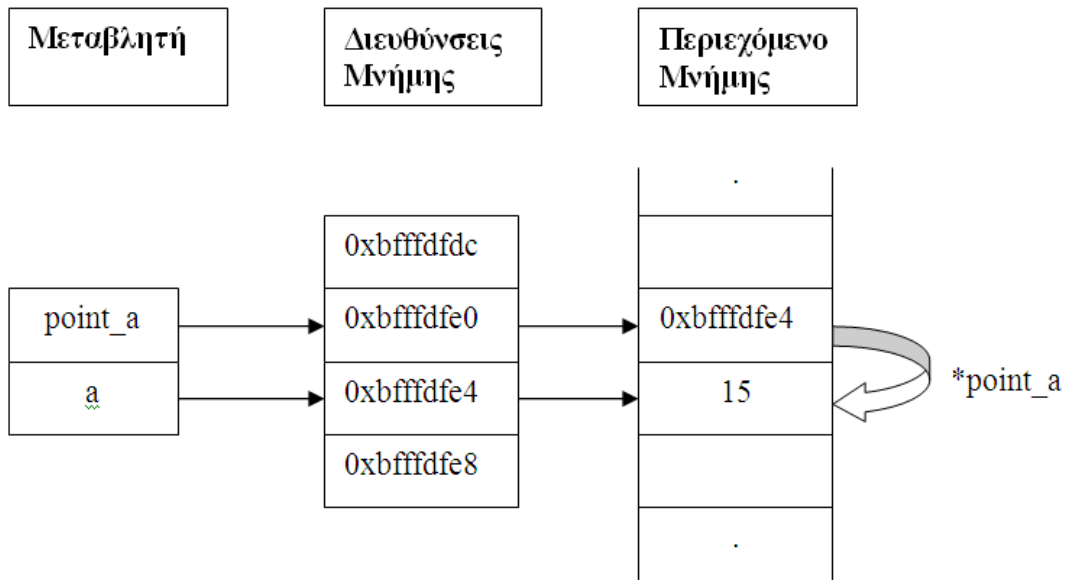 Μεταβλητή
Διευθύνσεις
Μνήμης
Περιεχόμενο
Μνήμης
.
0xbfffdfdc
point_a
0xbfffdfe0
0xbfffdfe4
*point_a
a
0xbfffdfe4
15
0xbfffdfe8
.